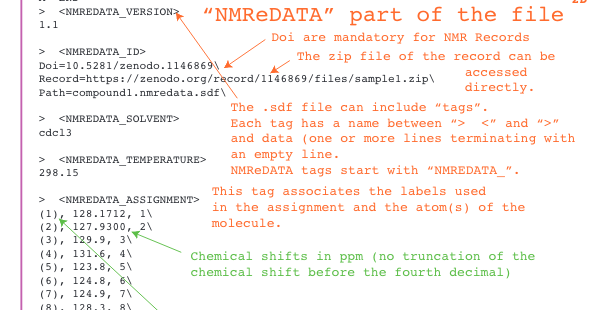 > <NMREDATA_VERSION>
1.1
"NMReDATA" part of the file
Doi are mandatory for NMR Records
> <NMREDATA_ID>
Doi=10.5281/zenodo.1146869\
Record=https://zenodo.org/record/1146869/files/sample1.zip\
Path=compound1.nmredata.sdf\
The zip file of the record can be
accessed
directly.
The .sdf file can include "tags".
Each tag has a name between ">  <" and ">"
and data (one or more lines terminating with
an empty line.
NMReDATA tags start with "NMREDATA_".
> <NMREDATA_SOLVENT>
cdcl3
> <NMREDATA_TEMPERATURE>
298.15
This tag associates the labels used
in the assignment and the atom(s) of the
molecule.
> <NMREDATA_ASSIGNMENT>
(1), 128.1712, 1\
(2), 127.9300, 2\
(3), 129.9, 3\
(4), 131.6, 4\
(5), 123.8, 5\
(6), 124.8, 6\
(7), 124.9, 7\
(8), 128.3, 8\
Chemical shifts in ppm (no truncation of
the chemical shift before the fourth decimal)